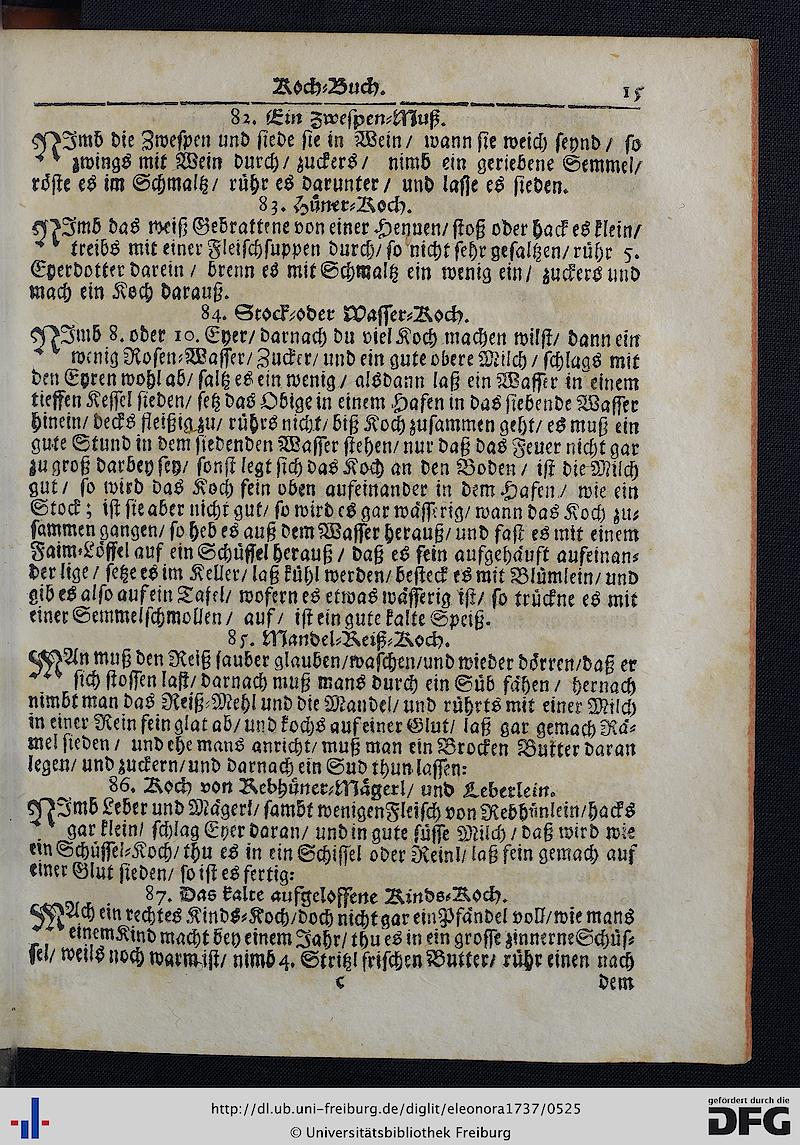 Koch-Buch. 15
82. Ein Zwespen-Muß.
NImb die Zwespen und siede sie in Wein/ wann sie weich seynd/ so
zwings mit Wein durch/ zuckers/ nimb ein geriebene Semmel/
röste es im Schmaltz/ rühr es darunter/ und lasse es sieden.
83. Hüner-Koch.
NImb das weiß Gebrattene von einer Hennen/ stoß oder hack es klein/
treibs mit einer Fleischsuppen durch/ so nicht sehr gesaltzen/ rühr 5.
Eyerdotter darein/ brenn es mit Schmaltz ein wenig ein/ zuckers und
mach ein Koch darauß.
84. Stock- oder Wasser-Koch.
NImb 8. oder 10. Eyer/ darnach du viel Koch machen wilst/ dann ein
wenig Rosen-Wasser/ Zucker/ und ein gute obere Milch/ schlags mit
den Eyren wohl ab/ saltz es ein wenig/ alsdann laß ein Wasser in einem
tieffen Kessel sieden/ setz das Obige in einem Hafen in das siedende Wasser
hinein/ decks fleißig zu/ rührs nicht/ biß Koch zusammen geht/ es muß ein
gute Stund in dem siedenden Wasser stehen/ nur daß das Feuer nicht gar
zu groß darbey sey/ sonst legt sich das Koch an den Boden/ ist die Milch
gut/ so wird das Koch fein oben aufeinander in dem Hafen/ wie ein
Stock; ist sie aber nicht gut/ so wird es gar wässerig/ wann das Koch zu-
sammen gangen/ so heb es auß dem Wasser herauß/ und fast es mit einem
Faim-Löffel auf ein Schüssel herauß/ daß es fein aufgehäuft aufeinan-
der lige/ setze es im Keller/ laß kühl werden/ besteck es mit Blümlein/ und
gib es also auf ein Tafel/ wofern es etwas wässerig ist/ so trückne es mit
einer Semmelschmollen/ auf/ ist ein gute kalte Speiß.
85. Mandel-Reiß-Koch.
MAn muß den Reiß sauber glauben/ waschen/ und wieder dörren/ daß er
sich stossen last/ darnach muß mans durch ein Süb fähen/ hernach
nimbt man das Reiß-Mehl und die Mandel/ und rührts mit einer Milch
in einer Rein fein glat ab/ und kochs auf einer Glut/ laß gar gemach Rä-
mel sieden/ und ehe mans anricht/ muß man ein Brocken Butter daran
legen/ und zuckern/ und darnach ein Sud thun lassen:
86. Koch von Rebhüner-Mägerl/ und Leberlein.
NImb Leber und Mägerl/ sambt wenigen Fleisch von Rebhünlein/ hacks
gar klein/ schlag Eyer daran/ und in gute süsse Milch/ daß wird wie
ein Schüssel-Koch/ thu es in ein Schissel oder Reinl/ laß fein gemach auf
einer Glut sieden/ so ist es fertig:
87. Das kalte aufgeloffene Kinds-Koch.
MAch ein rechtes Kinds-Koch/ doch nicht gar ein Pfändel voll/ wie mans
einem Kind macht bey einem Jahr/ thu es in ein grosse zinnerne Schüs-
sel/ weils noch warm ist/ nimb 4. Stritzl frischen Butter/ rühr einen nach
c dem
http://dl.ub.uni-freiburg.de/diglit/eleonora1737/0525
© Universitätsbibliothek Freiburg
gefördert durch die
DFG